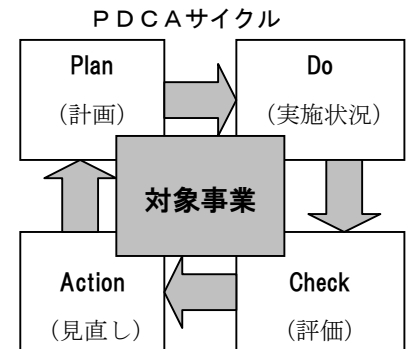 ＰＤＣＡサイクル
Plan
（計画）
Do
（実施状況）
対象事業
Action
（見直し）
Check
（評価）